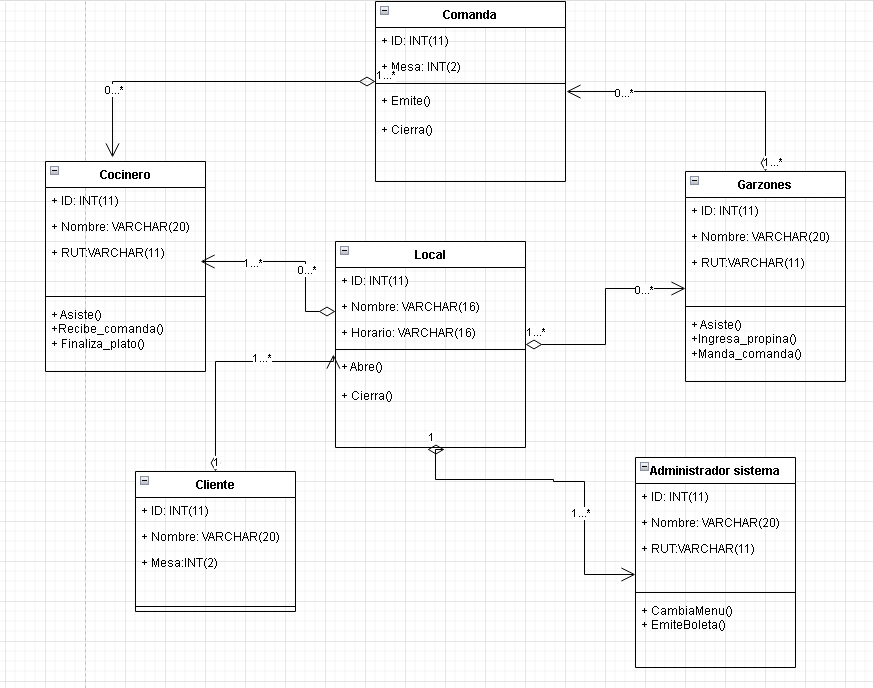 Comanda
+ ID: INT(11)
+ Mesa: INT(2)
1...*
+ Emite()
+ Cierra()
0...*
0...*
1...*
Cocinero
+ ID: INT(11)
+ Nombre: VARCHAR(20)
+ RUT:VARCHAR(11)
+ Asiste()
+Recibe_comanda()
+ Finaliza_plato()
Garzones
+ ID: INT(11)
+ Nombre: VARCHAR(20)
+ RUT:VARCHAR(11)
+ Asiste()
+Ingresa_propina()
+Manda_comanda()
Local
+ ID: INT(11)
+ Nombre: VARCHAR(16)
+ Horario: VARCHAR(16)
+ Abre()
+ Cierra()
1...*
0...*
0...*
1...*
1...*
1
1
1...*
Cliente
+ ID: INT(11)
+ Nombre: VARCHAR(20)
+ Mesa:INT(2)
Administrador sistema
+ ID: INT(11)
+ Nombre: VARCHAR(20)
+ RUT:VARCHAR(11)
+ CambiaMenu()
+ EmiteBoleta()